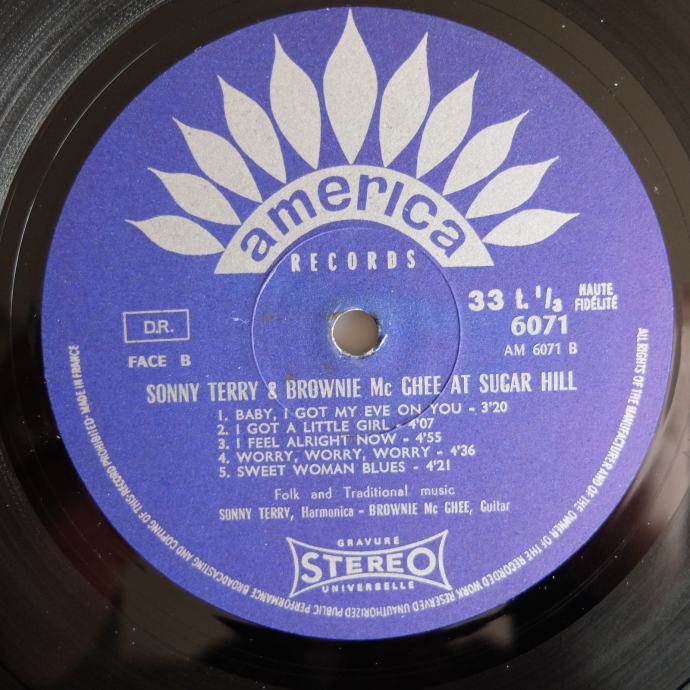 america
RECORDS
33 t. 1/3 HAUTE FIDÉLITÉ
6071
AM 6071 B
D.R.
FACE B
SONNY TERRY & BROWNIE Mc GHEE AT SUGAR HILL
1. BABY, I GOT MY EVE ON YOU - 3'20
2. I GOT A LITTLE GIRL - 4'07
3. I FEEL ALRIGHT NOW - 4'55
4. WORRY, WORRY, WORRY - 4'36
5. SWEET WOMAN BLUES - 4'21
Folk and Traditional music
SONNY TERRY, Harmonica - BROWNIE Mc GHEE, Guitar
GRAVURE
STEREO
UNIVERSELLE
ALL RIGHTS OF THE MANUFACTURER AND OF THE OWNER OF THE RECORDED WORK RESERVED UNAUTHORIZED PUBLIC PERFORMANCE BROADCASTING AND COPYING OF THIS RECORD PROHIBITED - MADE IN FRANCE